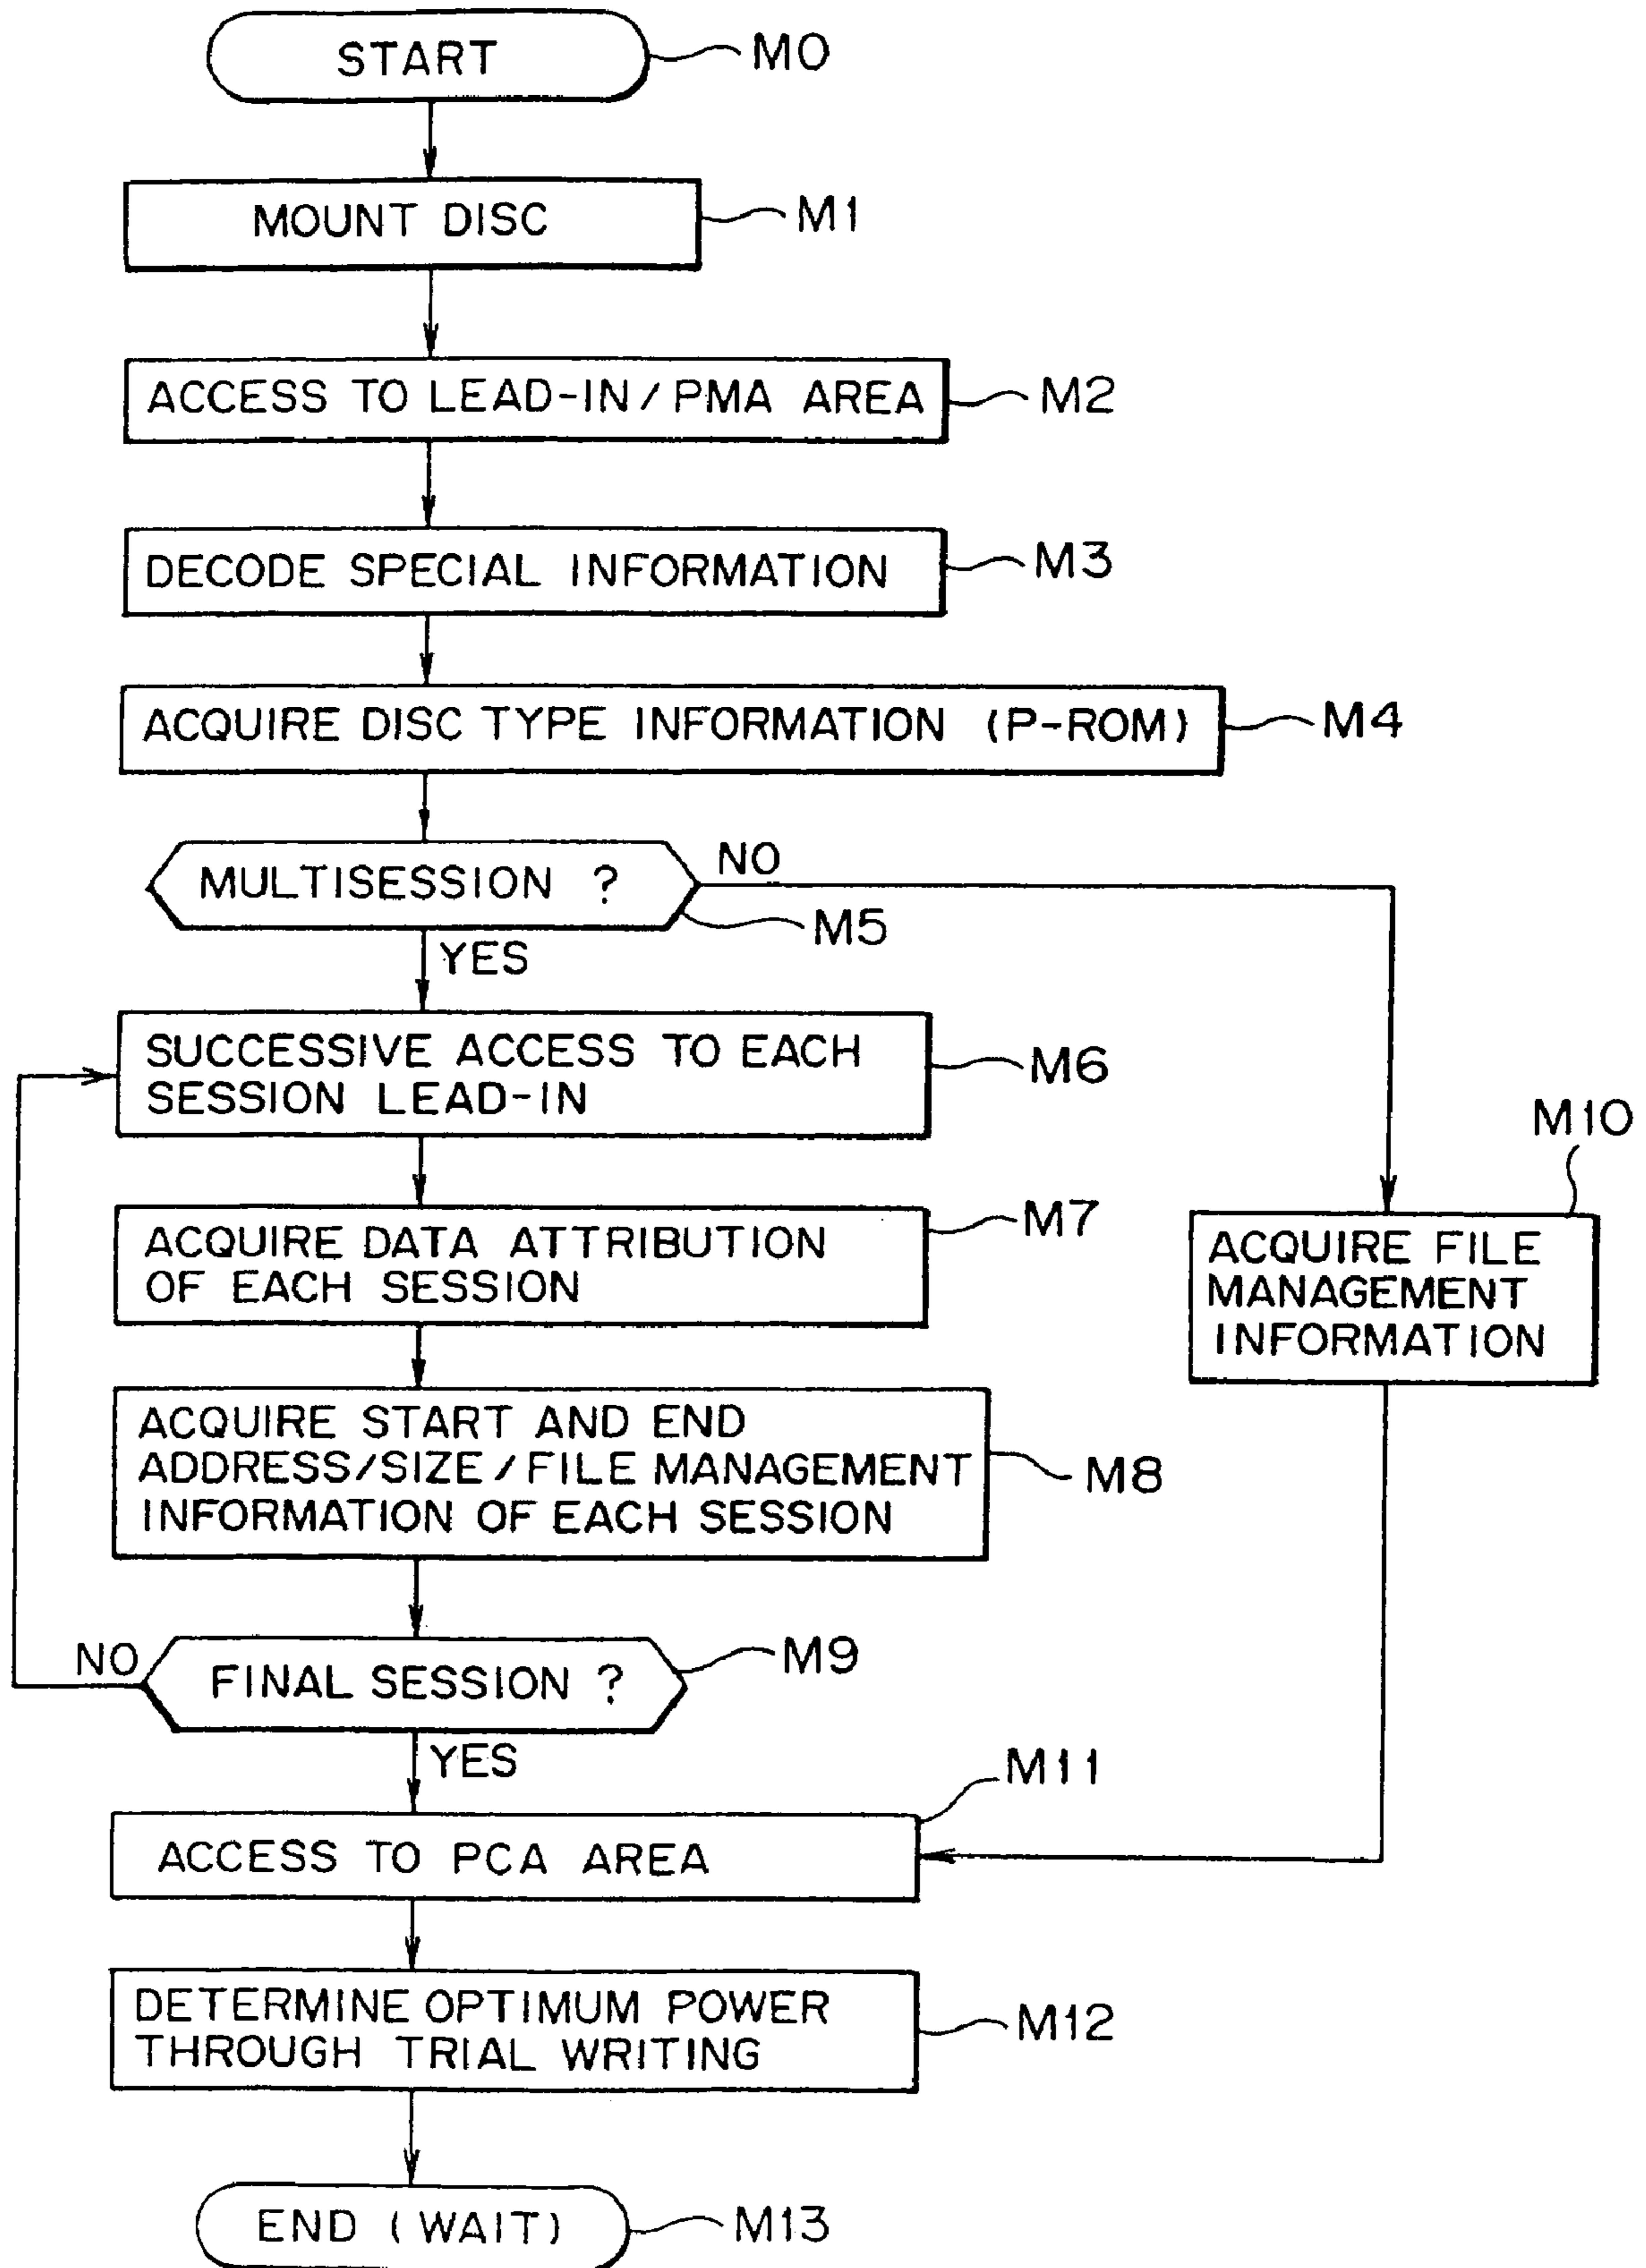 START
M0
MOUNT DISC
M1
ACCESS TO LEAD-IN/PMA AREA
M2
DECODE SPECIAL INFORMATION
M3
ACQUIRE DISC TYPE INFORMATION (P-ROM)
M4
MULTISESSION ?
NO
M5
YES
SUCCESSIVE ACCESS TO EACH
SESSION LEAD-IN
M6
ACQUIRE DATA ATTRIBUTION
OF EACH SESSION
M7
M10
ACQUIRE FILE
MANAGEMENT
INFORMATION
ACQUIRE START AND END
ADDRESS/SIZE/FILE MANAGEMENT
INFORMATION OF EACH SESSION
M8
NO
FINAL SESSION ?
M9
YES
ACCESS TO PCA AREA
M11
DETERMINE OPTIMUM POWER
THROUGH TRIAL WRITING
M12
END (WAIT)
M13